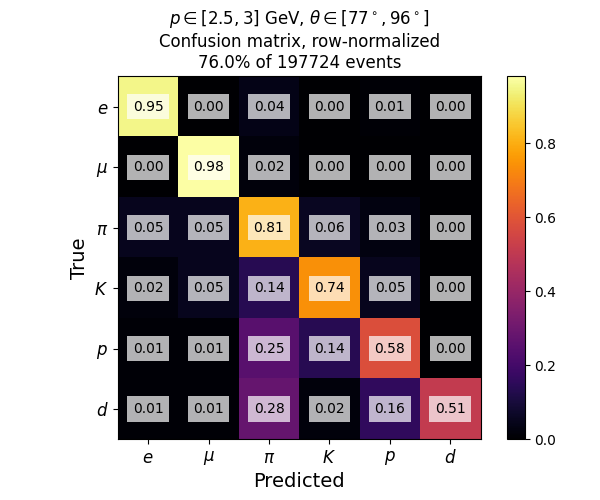 p ∈ [2.5, 3] GeV, θ ∈ [77°, 96°]
Confusion matrix, row-normalized
76.0% of 197724 events
e 0.95 0.00 0.04 0.00 0.01 0.00
μ 0.00 0.98 0.02 0.00 0.00 0.00
π 0.05 0.05 0.81 0.06 0.03 0.00
K 0.02 0.05 0.14 0.74 0.05 0.00
p 0.01 0.01 0.25 0.14 0.58 0.00
d 0.01 0.01 0.28 0.02 0.16 0.51
e μ π K p d
True
Predicted
0.8
0.6
0.4
0.2
0.0